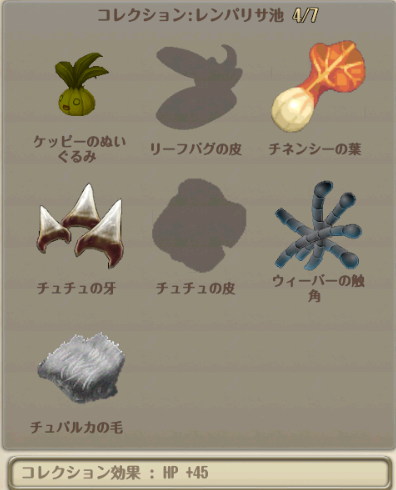 コレクション:レンパリサ池 4/7
ケッピーのぬい
ぐるみ
リーフバグの皮
チネンシーの葉
チュチュの牙
チュチュの皮
ウィーバーの触
角
チュパルカの毛
コレクション効果 : HP +45